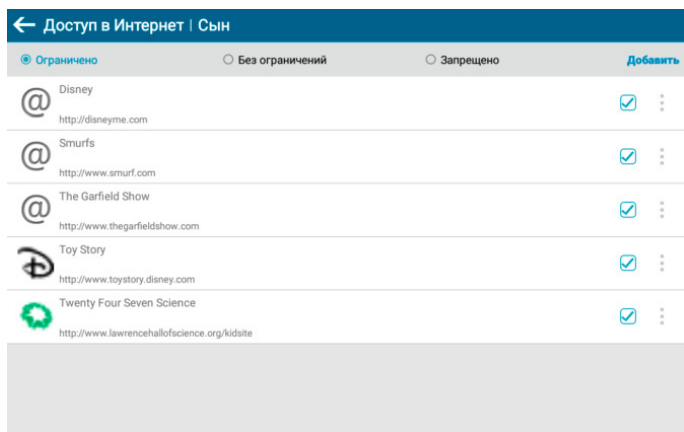 Доступ в Интернет | Сын
Ограничено Без ограничений Запрещено Добавить
Disney
http://disneyme.com
Smurfs
http://www.smurf.com
The Garfield Show
http://www.thegarfieldshow.com
Toy Story
http://www.toystory.disney.com
Twenty Four Seven Science
http://www.lawrencehallofscience.org/kidsite